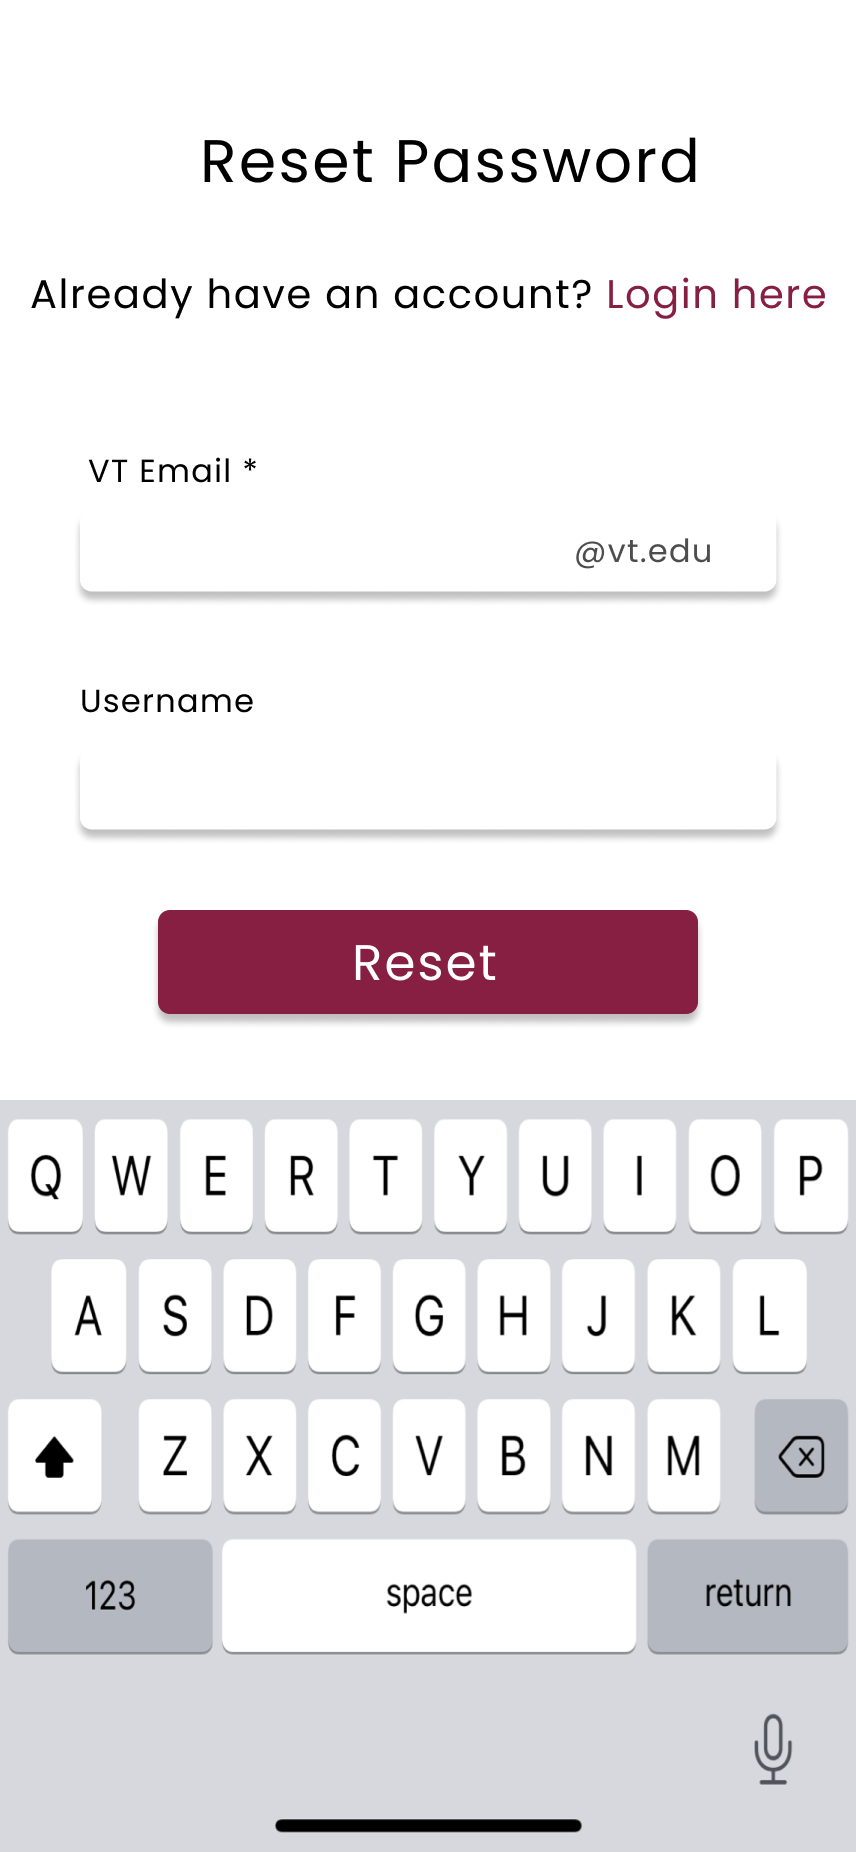 Reset Password
Already have an account? Login here
VT Email *
@vt.edu
Username
Reset
Q W E R T Y U I O P
A S D F G H J K L
Z X C V B N M
123 space return